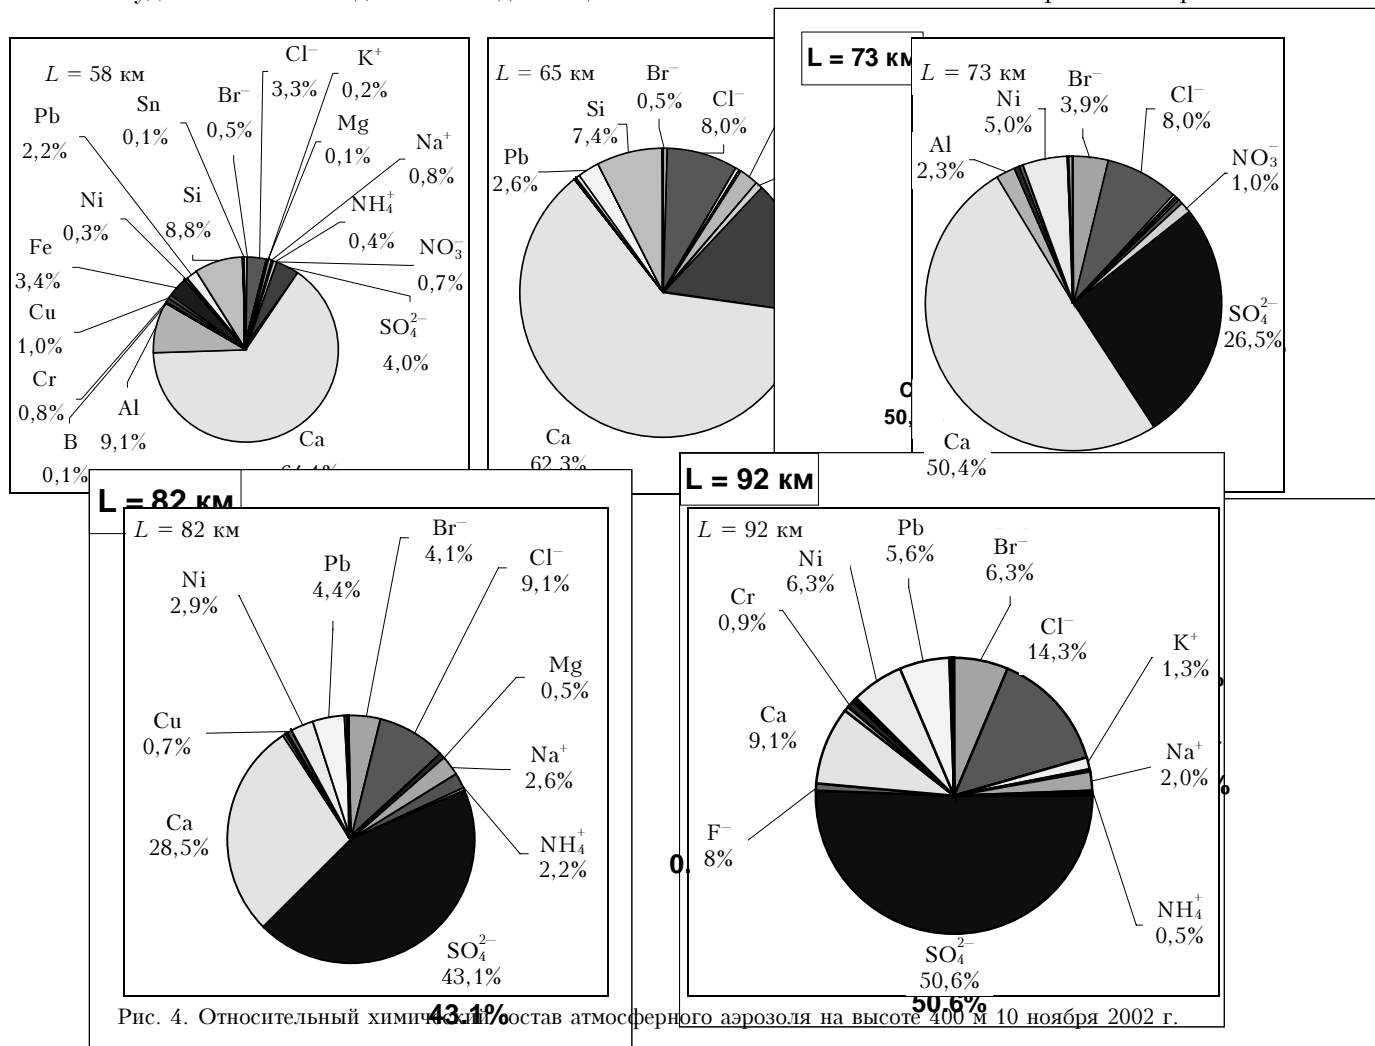 L = 58 км
Cl⁻
3,3%
K⁺
0,2%
Br⁻
0,5%
Sn
0,1%
Pb
2,2%
Mg
0,1%
Na⁺
0,8%
Si
8,8%
Ni
0,3%
NH₄⁺
0,4%
Fe
3,4%
NO₃⁻
0,7%
Cu
1,0%
SO₄²⁻
4,0%
Cr
0,8%
Al
9,1%
B
0,1%
Ca
L = 65 км
Br⁻
0,5%
Cl⁻
8,0%
Si
7,4%
Pb
2,6%
Ca
62,3%
L = 73 км
L = 73 км
Br⁻
3,9%
Ni
5,0%
Cl⁻
8,0%
Al
2,3%
NO₃⁻
1,0%
SO₄²⁻
26,5%
Ca
50,4%
L = 82 км
L = 82 км
Br⁻
4,1%
Pb
4,4%
Cl⁻
9,1%
Ni
2,9%
Mg
0,5%
Cu
0,7%
Na⁺
2,6%
Ca
28,5%
NH₄⁺
2,2%
SO₄²⁻
43,1%
43.1%
L = 92 км
L = 92 км
Pb
5,6%
Br⁻
6,3%
Ni
6,3%
Cr
0,9%
Cl⁻
14,3%
K⁺
1,3%
Ca
9,1%
Na⁺
2,0%
F⁻
8%
NH₄⁺
0,5%
SO₄²⁻
50,6%
50.6%
Рис. 4. Относительный химический состав атмосферного аэрозоля на высоте 400 м 10 ноября 2002 г.